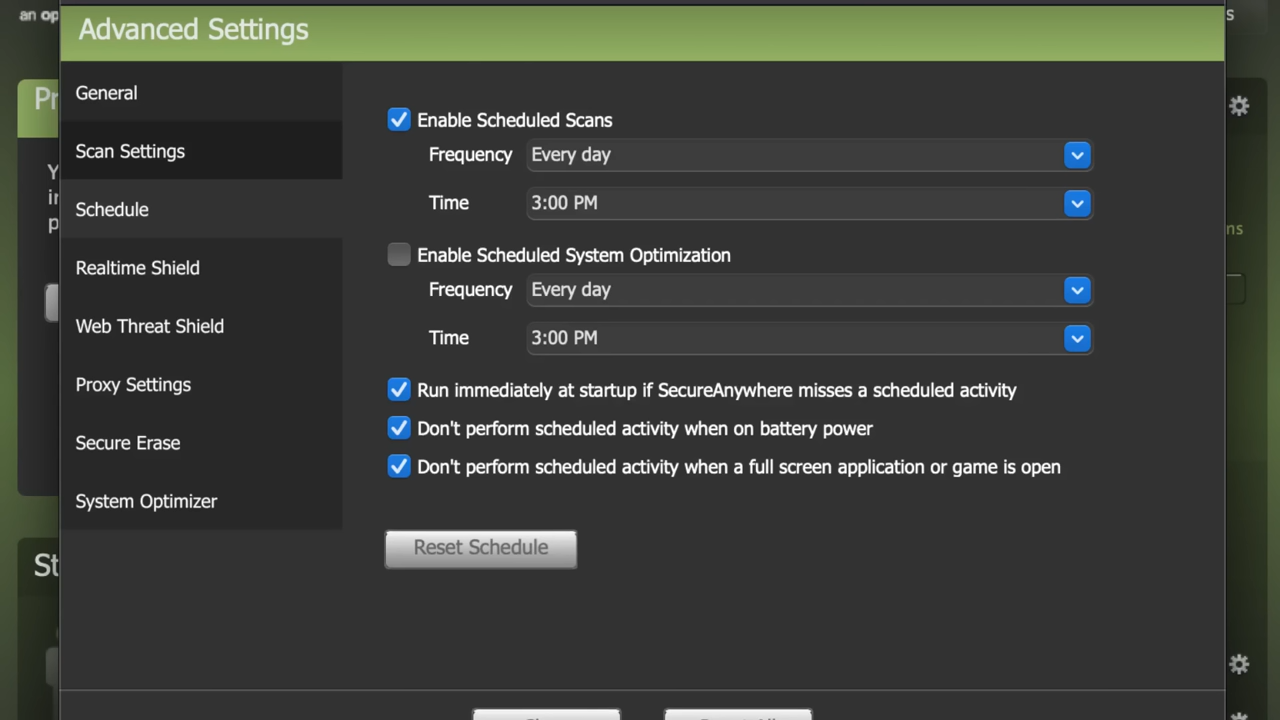 Advanced Settings
General
Scan Settings
Schedule
Realtime Shield
Web Threat Shield
Proxy Settings
Secure Erase
System Optimizer
Enable Scheduled Scans
Frequency Every day
Time 3:00 PM
Enable Scheduled System Optimization
Frequency Every day
Time 3:00 PM
Run immediately at startup if SecureAnywhere misses a scheduled activity
Don't perform scheduled activity when on battery power
Don't perform scheduled activity when a full screen application or game is open
Reset Schedule